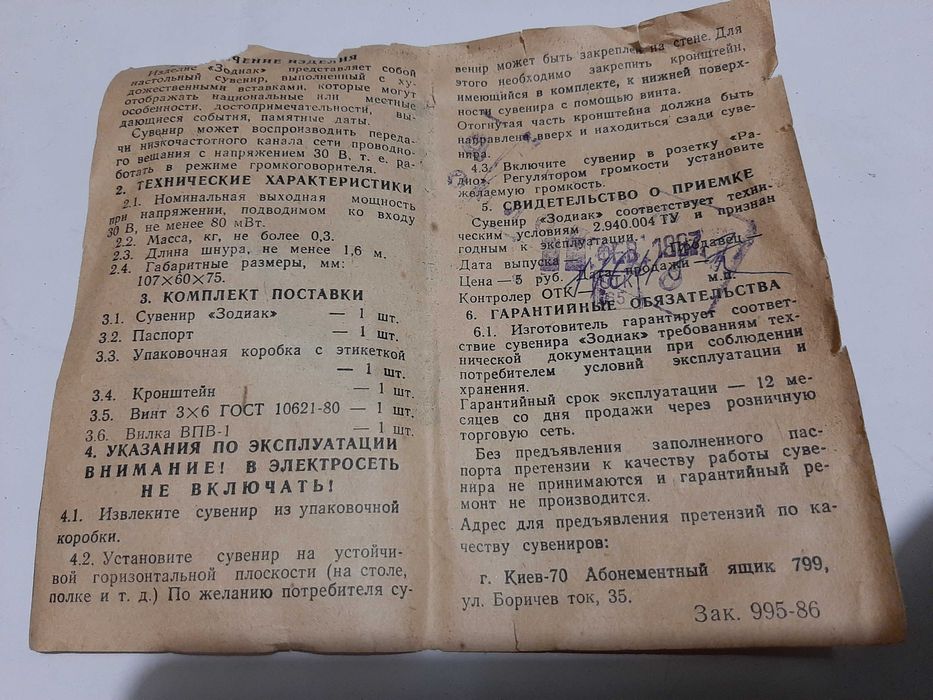 ЧЕНИЕ ИЗДЕЛИЯ
Изделие «Зодиак» представляет собой
настольный сувенир, выполненный с ху-
дожественными вставками, которые могут
отображать национальные или местные
особенности, достопримечательности, вы-
дающиеся события, памятные даты.
Сувенир может воспроизводить переда-
чи низкочастотного канала сети проводно-
го вещания с напряжением 30 В, т. е. ра-
ботать в режиме громкоговорителя.
2. ТЕХНИЧЕСКИЕ ХАРАКТЕРИСТИКИ
2.1. Номинальная выходная мощность
при напряжении, подводимом ко входу
30 В, не менее 80 мВт.
2.2. Масса, кг, не более 0,3.
2.3. Длина шнура, не менее 1,6 м.
2.4. Габаритные размеры, мм:
107×60×75.
3. КОМПЛЕКТ ПОСТАВКИ
3.1. Сувенир «Зодиак» — 1 шт.
3.2. Паспорт — 1 шт.
3.3. Упаковочная коробка с этикеткой
— 1 шт.
3.4. Кронштейн — 1 шт.
3.5. Винт 3×6 ГОСТ 10621-80 — 1 шт.
3.6. Вилка ВПВ-1 — 1 шт.
4. УКАЗАНИЯ ПО ЭКСПЛУАТАЦИИ
ВНИМАНИЕ! В ЭЛЕКТРОСЕТЬ
НЕ ВКЛЮЧАТЬ!
4.1. Извлеките сувенир из упаковочной
коробки.
4.2. Установите сувенир на устойчи-
вой горизонтальной плоскости (на столе,
полке и т. д.) По желанию потребителя су-
венир может быть закреплен на стене. Для
этого необходимо закрепить кронштейн,
имеющийся в комплекте, к нижней поверх-
ности сувенира с помощью винта.
Отогнутая часть кронштейна должна быть
направлена вверх и находиться сзади суве-
нира.
4.3. Включите сувенир в розетку «Ра-
дио». Регулятором громкости установите
желаемую громкость.
5. СВИДЕТЕЛЬСТВО О ПРИЕМКЕ
Сувенир «Зодиак» соответствует техни-
ческим условиям 2.940.004 ТУ и признан
годным к эксплуатации.
Дата выпуска 1987 Продавец —
Цена — 5 руб. Дата продажи —
Контролер ОТК — м.п.
6. ГАРАНТИЙНЫЕ ОБЯЗАТЕЛЬСТВА
6.1. Изготовитель гарантирует соответ-
ствие сувенира «Зодиак» требованиям тех-
нической документации при соблюдении
потребителем условий эксплуатации и
хранения.
Гарантийный срок эксплуатации — 12 ме-
сяцев со дня продажи через розничную
торговую сеть.
Без предъявления заполненного пас-
порта претензии к качеству работы суве-
нира не принимаются и гарантийный ре-
монт не производится.
Адрес для предъявления претензий по ка-
честву сувениров:
г. Киев-70 Абонементный ящик 799,
ул. Боричев ток, 35.
Зак. 995-86